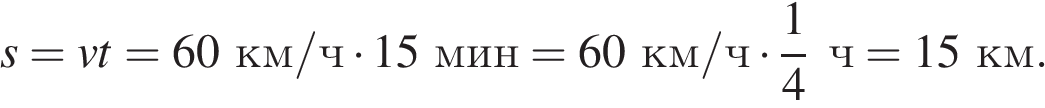 s = vt = 60 км/ч · 15 мин = 60 км/ч · 1/4 ч = 15 км.